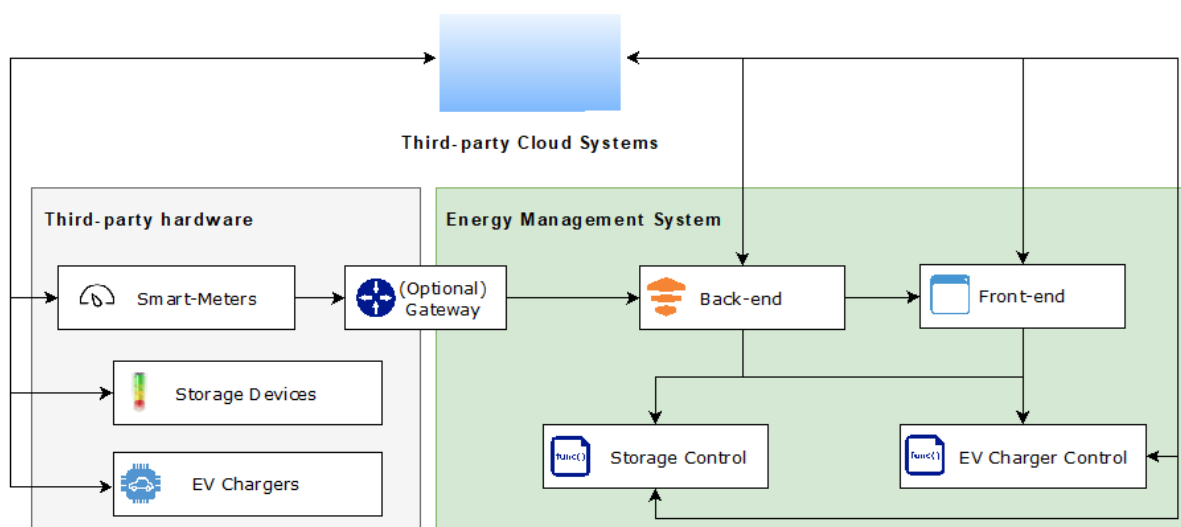 Third-party Cloud Systems
Third-party hardware
Energy Management System
Smart-Meters
(Optional)
Gateway
Back-end
Front-end
Storage Devices
EV Chargers
func()
Storage Control
func()
EV Charger Control